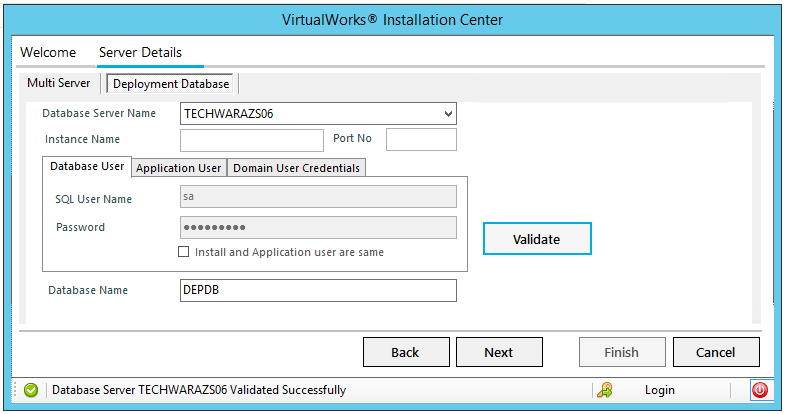 VirtualWorks® Installation Center
Welcome Server Details
Multi Server Deployment Database
Database Server Name TECHWARAZS06
Instance Name Port No
Database User Application User Domain User Credentials
SQL User Name sa
Password ●●●●●●●●●
Validate
Install and Application user are same
Database Name DEPDB
Back Next Finish Cancel
Database Server TECHWARAZS06 Validated Successfully Login